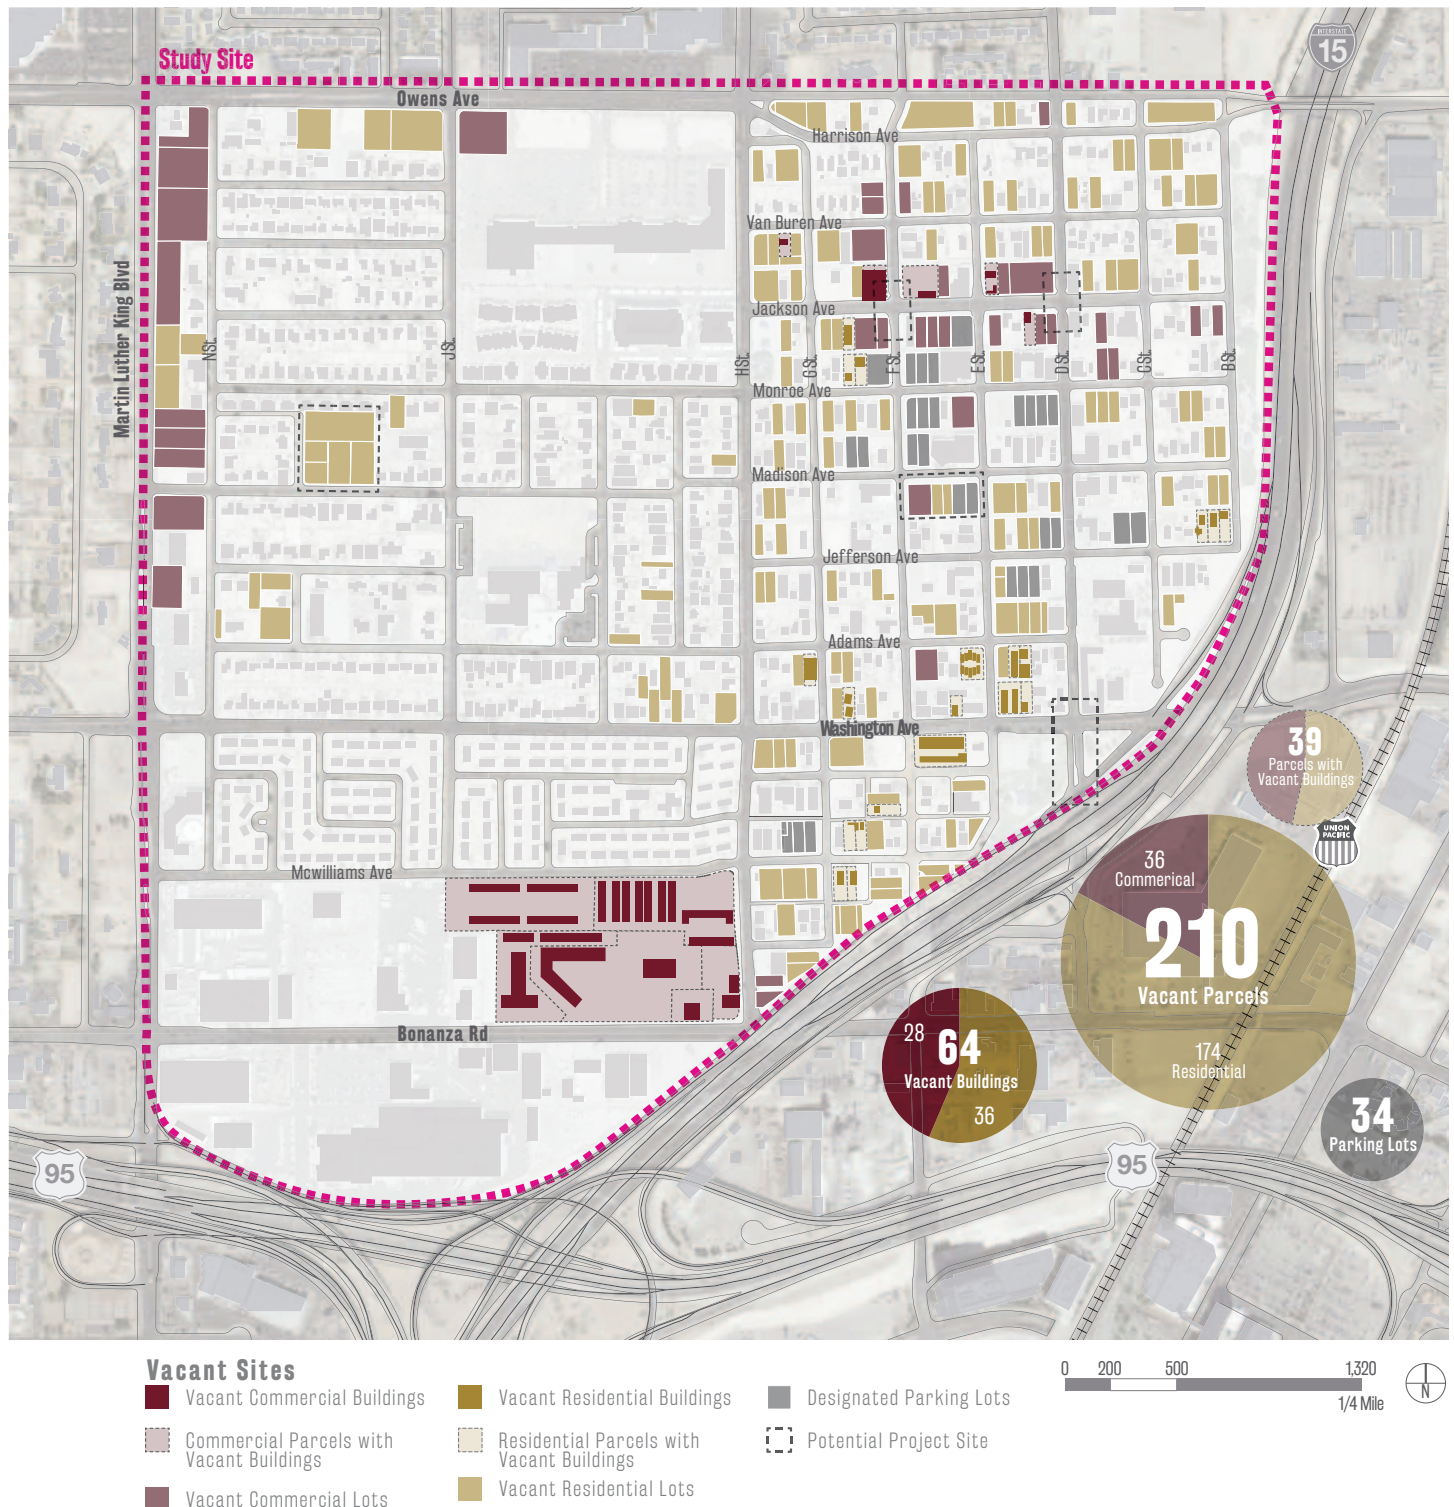 Study Site
INTERSTATE
15
Owens Ave
Harrison Ave
Van Buren Ave
Martin Luther King Blvd
N St.
J St.
H St.
G St.
F St.
E St.
D St.
C St.
B St.
Jackson Ave
Monroe Ave
Madison Ave
Jefferson Ave
Adams Ave
Washington Ave
Mcwilliams Ave
Bonanza Rd
39
Parcels with
Vacant Buildings
UNION
PACIFIC
36
Commerical
210
Vacant Parcels
174
Residential
28
64
Vacant Buildings
36
34
Parking Lots
95
95
Vacant Sites
Vacant Commercial Buildings
Commercial Parcels with
Vacant Buildings
Vacant Commercial Lots
Vacant Residential Buildings
Residential Parcels with
Vacant Buildings
Vacant Residential Lots
Designated Parking Lots
Potential Project Site
0 200 500 1,320
1/4 Mile
N